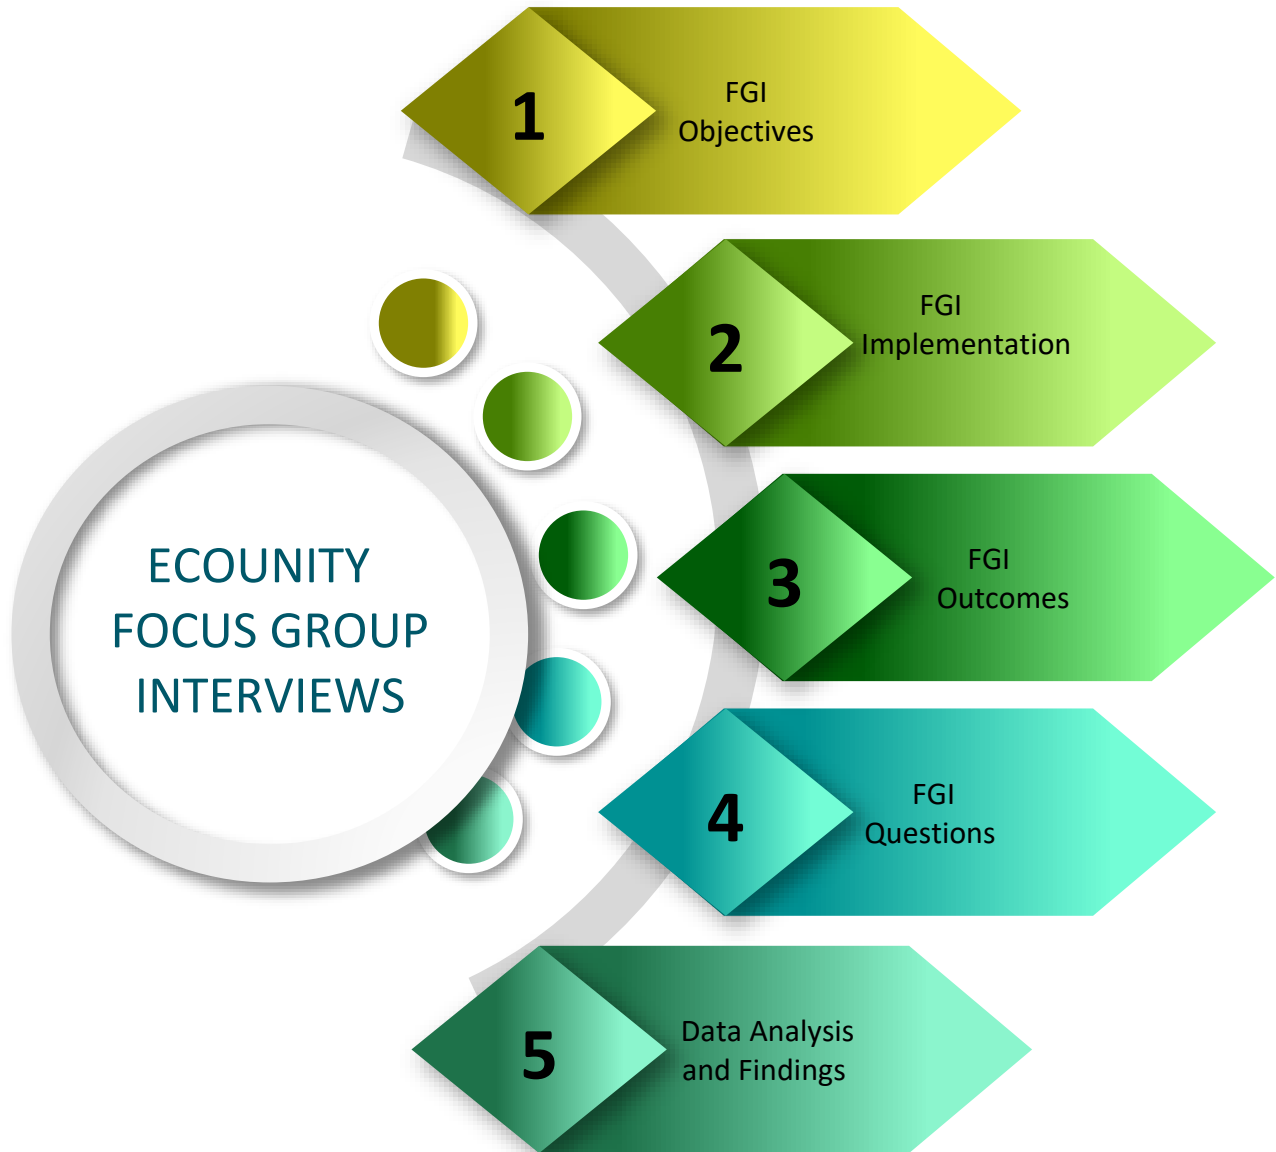 1
FGI
Objectives
2
FGI
Implementation
3
FGI
Outcomes
ECOUNITY
FOCUS GROUP
INTERVIEWS
4
FGI
Questions
5
Data Analysis
and Findings